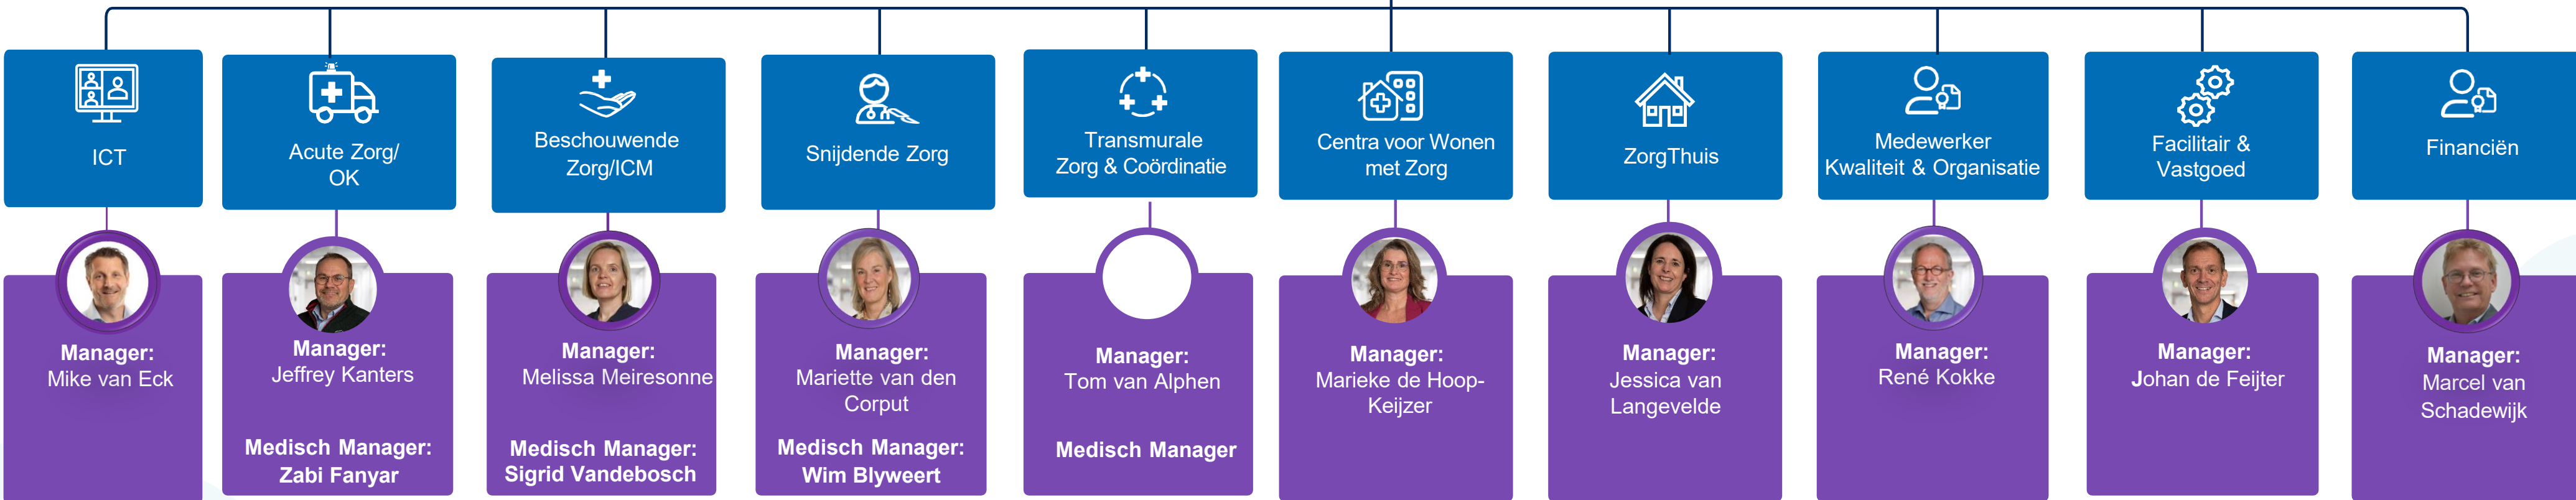 ICT
Acute Zorg/
OK
Beschouwende
Zorg/ICM
Snijdende Zorg
Transmurale
Zorg & Coördinatie
Centra voor Wonen
met Zorg
ZorgThuis
Medewerker
Kwaliteit & Organisatie
Facilitair &
Vastgoed
Financiën
Manager:
Mike van Eck
Manager:
Jeffrey Kanters
Medisch Manager:
Zabi Fanyar
Manager:
Melissa Meiresonne
Medisch Manager:
Sigrid Vandebosch
Manager:
Mariette van den
Corput
Medisch Manager:
Wim Blyweert
Manager:
Tom van Alphen
Medisch Manager
Manager:
Marieke de Hoop-
Keijzer
Manager:
Jessica van
Langevelde
Manager:
René Kokke
Manager:
Johan de Feijter
Manager:
Marcel van
Schadewijk